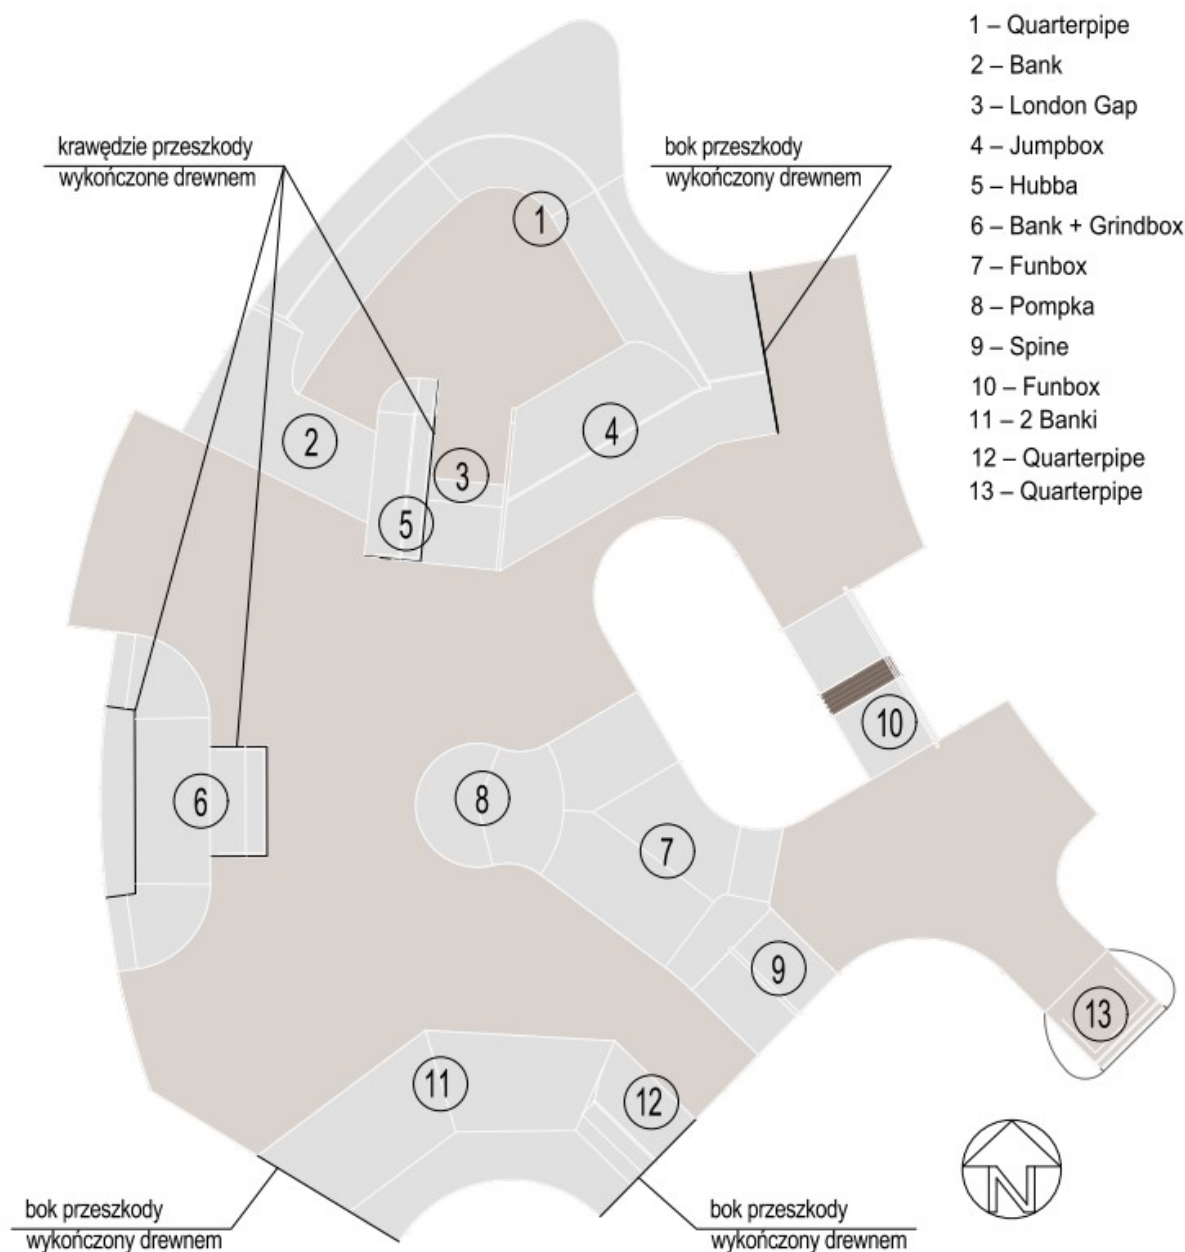 1 – Quarterpipe
2 – Bank
3 – London Gap
4 – Jumpbox
5 – Hubba
6 – Bank + Grindbox
7 – Funbox
8 – Pompka
9 – Spine
10 – Funbox
11 – 2 Banki
12 – Quarterpipe
13 – Quarterpipe
krawędzie przeszkody
wykończone drewnem
bok przeszkody
wykończony drewnem
1
2
3
4
5
6
7
8
9
10
11
12
13
bok przeszkody
wykończony drewnem
bok przeszkody
wykończony drewnem
N